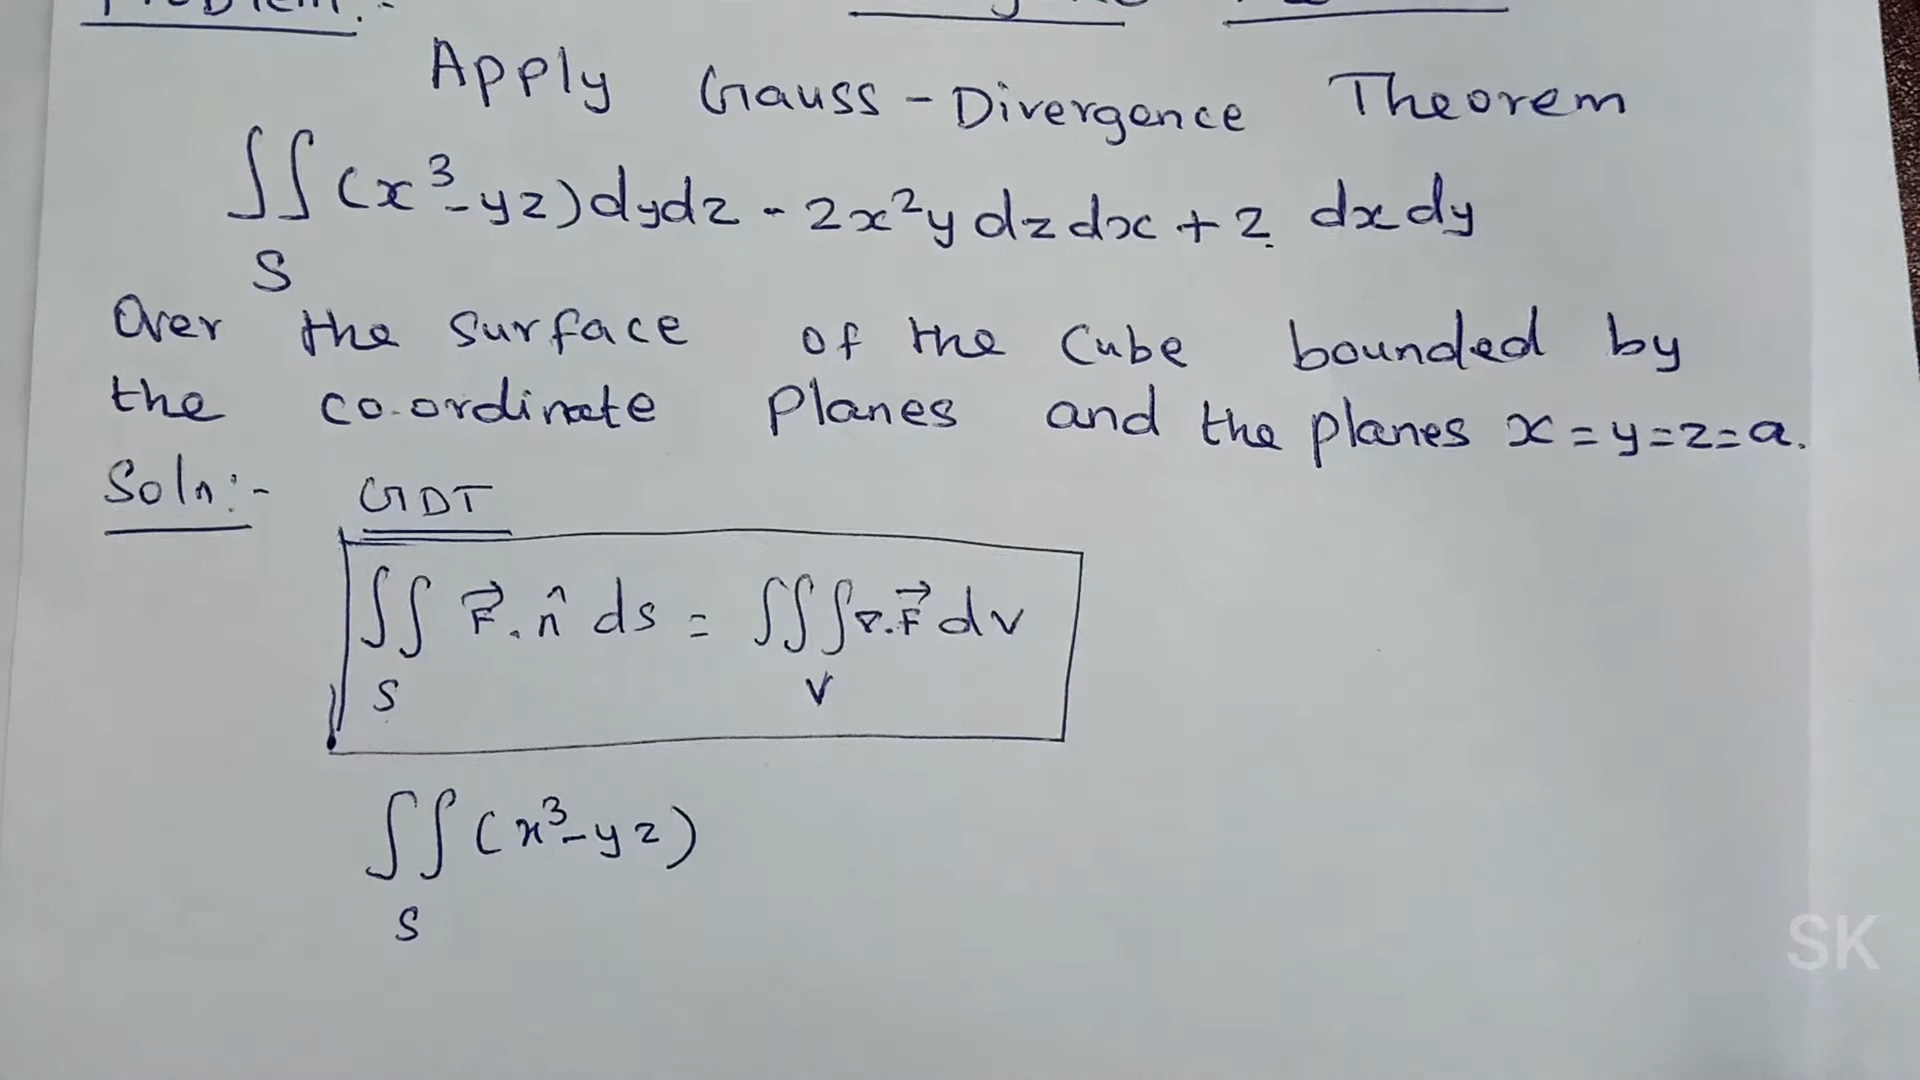 Problem:-
Apply Gauss-Divergence Theorem
∬ (x³-yz)dydz - 2x²y dzdx + z dxdy
S
Over the surface of the cube bounded by
the co-ordinate planes and the planes x=y=z=a.
Soln:- GDT
∬ F⃗.n̂ ds = ∭∇.F⃗ dv
S V
∬ (x³-yz)
S
SK